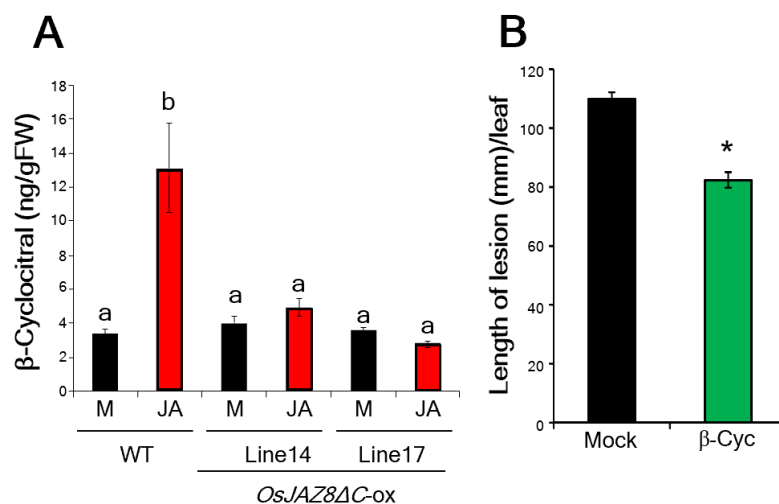 A
β-Cyclocitral (ng/gFW)
18
16
14
12
10
8
6
4
2
0
a
b
a
a
a
a
M JA M JA M JA
WT Line14 Line17
OsJAZ8ΔC-ox
B
Length of lesion (mm)/leaf
120
100
80
60
40
20
0
*
Mock β-Cyc